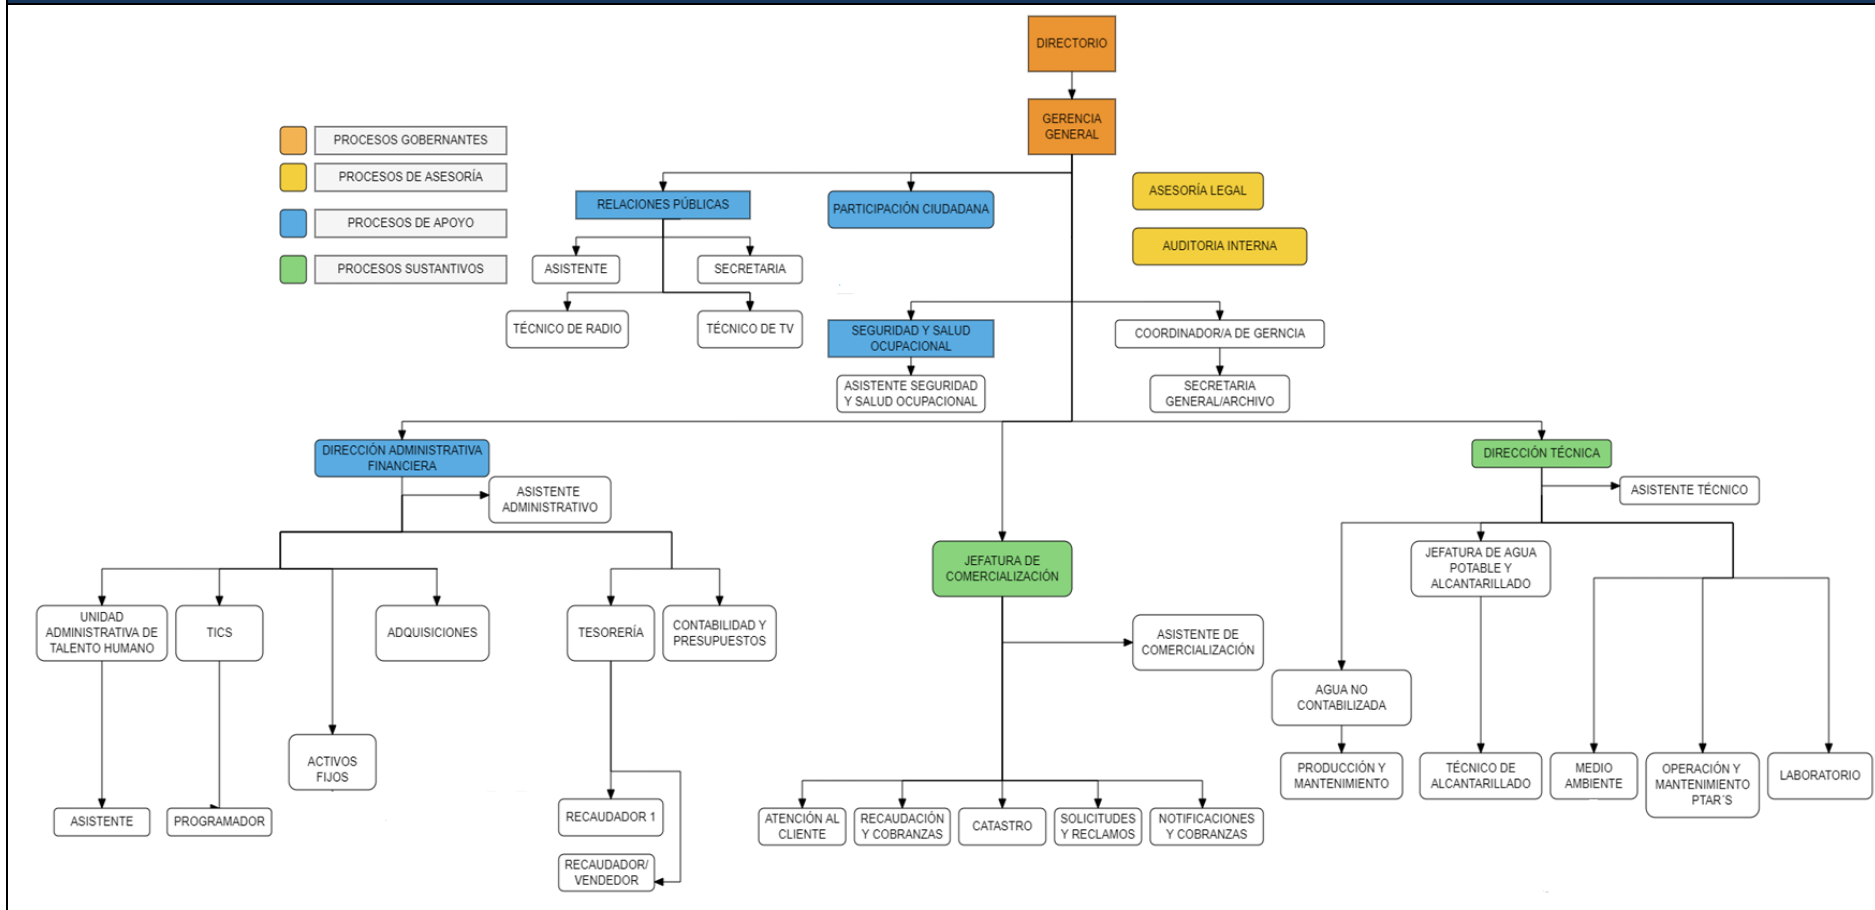 DIRECTORIO
GERENCIA
GENERAL
PROCESOS GOBERNANTES
PROCESOS DE ASESORÍA
PROCESOS DE APOYO
PROCESOS SUSTANTIVOS
RELACIONES PÚBLICAS
PARTICIPACIÓN CIUDADANA
ASESORÍA LEGAL
AUDITORIA INTERNA
ASISTENTE
SECRETARIA
TÉCNICO DE RADIO
TÉCNICO DE TV
SEGURIDAD Y SALUD
OCUPACIONAL
COORDINADOR/A DE GERNCIA
ASISTENTE SEGURIDAD
Y SALUD OCUPACIONAL
SECRETARIA
GENERAL/ARCHIVO
DIRECCIÓN ADMINISTRATIVA
FINANCIERA
DIRECCIÓN TÉCNICA
ASISTENTE
ADMINISTRATIVO
ASISTENTE TÉCNICO
JEFATURA DE
COMERCIALIZACIÓN
JEFATURA DE AGUA
POTABLE Y
ALCANTARILLADO
UNIDAD
ADMINISTRATIVA DE
TALENTO HUMANO
TICS
ADQUISICIONES
TESORERÍA
CONTABILIDAD Y
PRESUPUESTOS
ASISTENTE DE
COMERCIALIZACIÓN
AGUA NO
CONTABILIZADA
ACTIVOS
FIJOS
PRODUCCIÓN Y
MANTENIMIENTO
TÉCNICO DE
ALCANTARILLADO
MEDIO
AMBIENTE
OPERACIÓN Y
MANTENIMIENTO
PTAR´S
LABORATORIO
ASISTENTE
PROGRAMADOR
RECAUDADOR 1
ATENCIÓN AL
CLIENTE
RECAUDACIÓN
Y COBRANZAS
CATASTRO
SOLICITUDES
Y RECLAMOS
NOTIFICACIONES
Y COBRANZAS
RECAUDADOR/
VENDEDOR